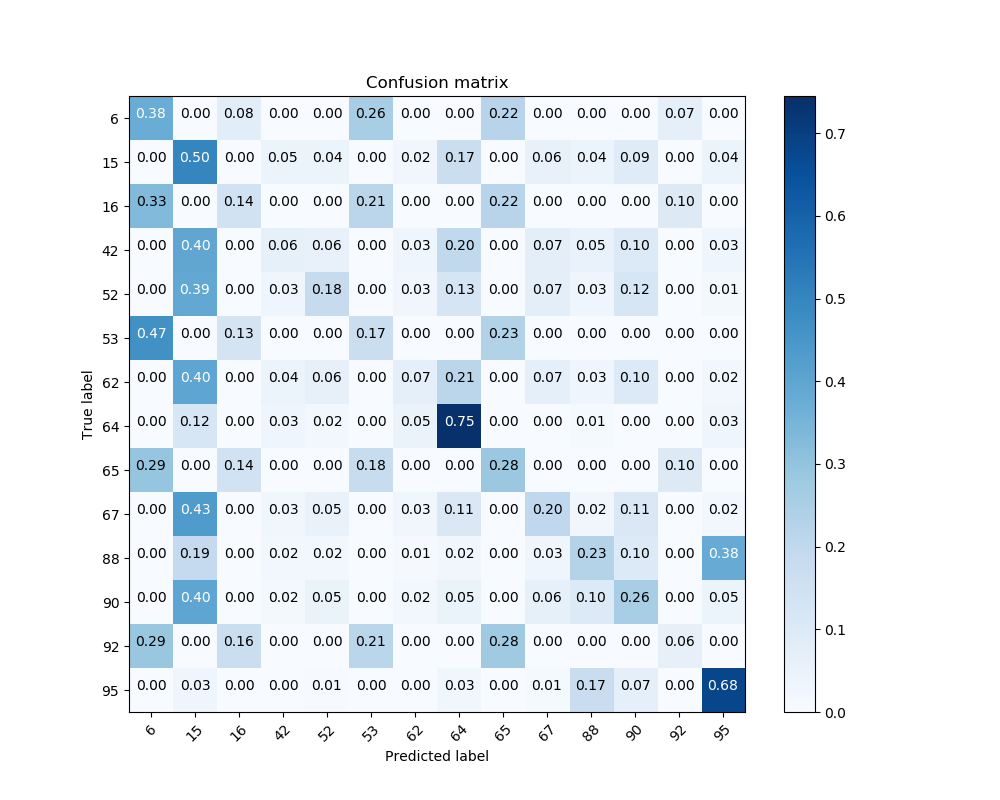 Confusion matrix
6 0.38 0.00 0.08 0.00 0.00 0.26 0.00 0.00 0.22 0.00 0.00 0.00 0.07 0.00
15 0.00 0.50 0.00 0.05 0.04 0.00 0.02 0.17 0.00 0.06 0.04 0.09 0.00 0.04
16 0.33 0.00 0.14 0.00 0.00 0.21 0.00 0.00 0.22 0.00 0.00 0.00 0.10 0.00
42 0.00 0.40 0.00 0.06 0.06 0.00 0.03 0.20 0.00 0.07 0.05 0.10 0.00 0.03
52 0.00 0.39 0.00 0.03 0.18 0.00 0.03 0.13 0.00 0.07 0.03 0.12 0.00 0.01
53 0.47 0.00 0.13 0.00 0.00 0.17 0.00 0.00 0.23 0.00 0.00 0.00 0.00 0.00
62 0.00 0.40 0.00 0.04 0.06 0.00 0.07 0.21 0.00 0.07 0.03 0.10 0.00 0.02
64 0.00 0.12 0.00 0.03 0.02 0.00 0.05 0.75 0.00 0.00 0.01 0.00 0.00 0.03
65 0.29 0.00 0.14 0.00 0.00 0.18 0.00 0.00 0.28 0.00 0.00 0.00 0.10 0.00
67 0.00 0.43 0.00 0.03 0.05 0.00 0.03 0.11 0.00 0.20 0.02 0.11 0.00 0.02
88 0.00 0.19 0.00 0.02 0.02 0.00 0.01 0.02 0.00 0.03 0.23 0.10 0.00 0.38
90 0.00 0.40 0.00 0.02 0.05 0.00 0.02 0.05 0.00 0.06 0.10 0.26 0.00 0.05
92 0.29 0.00 0.16 0.00 0.00 0.21 0.00 0.00 0.28 0.00 0.00 0.00 0.06 0.00
95 0.00 0.03 0.00 0.00 0.01 0.00 0.00 0.03 0.00 0.01 0.17 0.07 0.00 0.68
6 15 16 42 52 53 62 64 65 67 88 90 92 95
Predicted label
True label
0.7
0.6
0.5
0.4
0.3
0.2
0.1
0.0